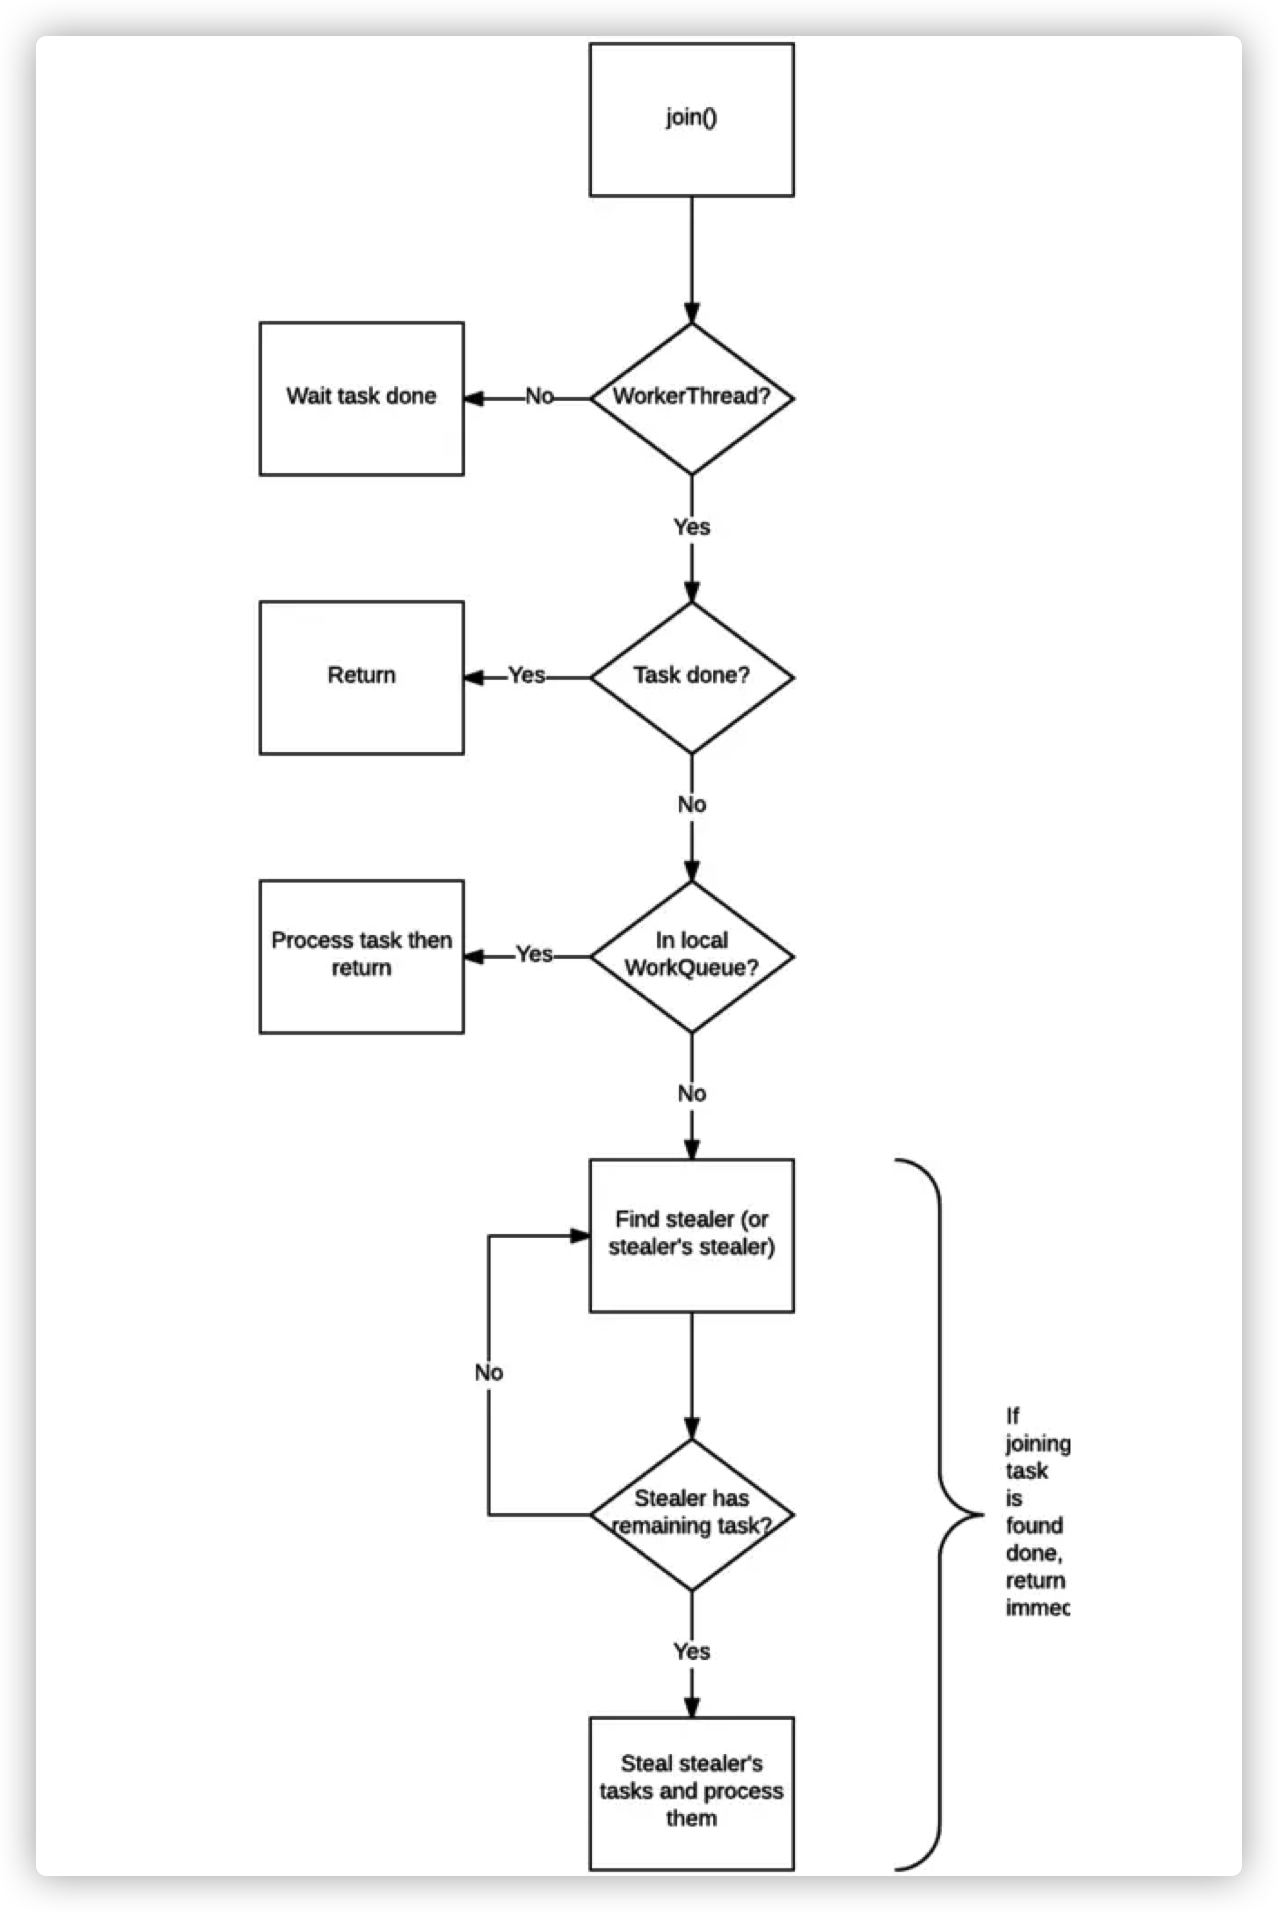 join()
Wait task done
No
WorkerThread?
Yes
Return
Yes
Task done?
No
Process task then
return
Yes
In local
WorkQueue?
No
Find stealer (or
stealer's stealer)
No
Stealer has
remaining task?
Yes
Steal stealer's
tasks and process
them
If
joining
task
is
found
done,
return